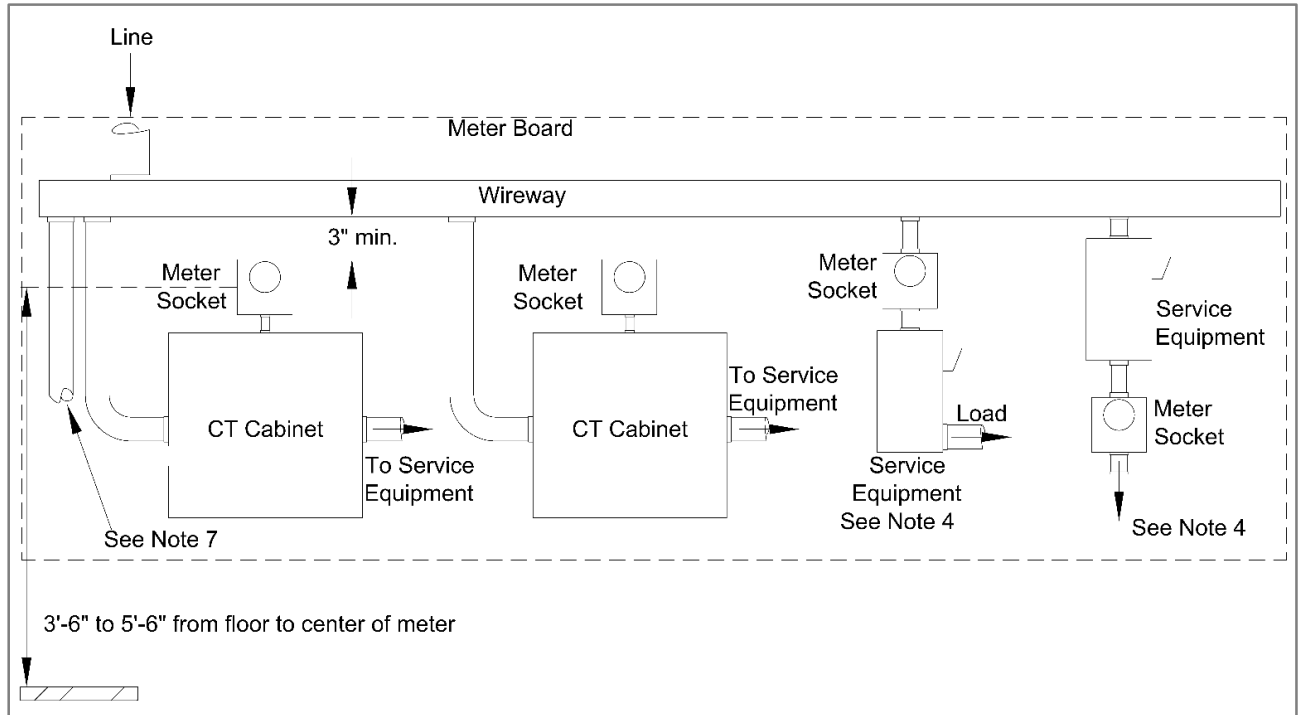 Line
Meter Board
Wireway
3" min.
Meter
Socket
Meter
Socket
Meter
Socket
Service
Equipment
CT Cabinet
To Service
Equipment
CT Cabinet
To Service
Equipment
Load
Meter
Socket
Service
Equipment
See Note 4
See Note 4
See Note 7
3'-6" to 5'-6" from floor to center of meter